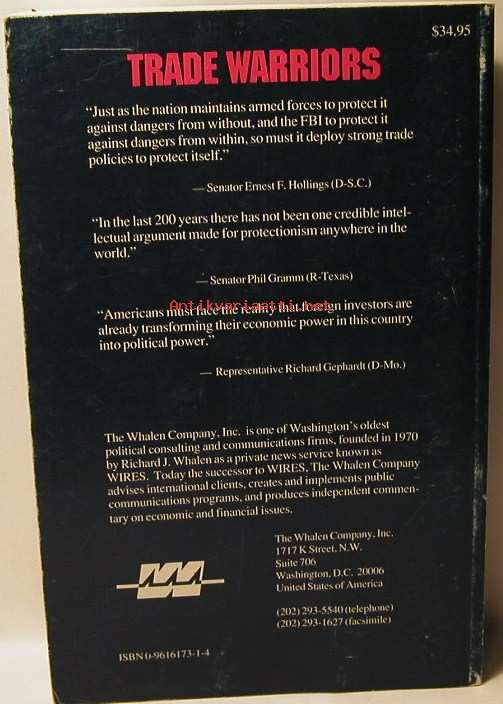 $34.95
TRADE WARRIORS
“Just as the nation maintains armed forces to protect it
against dangers from without, and the FBI to protect it
against dangers from within, so must it deploy strong trade
policies to protect itself.”
—Senator Ernest F. Hollings (D-S.C.)
“In the last 200 years there has not been one credible intel-
lectual argument made for protectionism anywhere in the
world.”
—Senator Phil Gramm (R-Texas)
Antikvariaatti.net
“Americans must face the reality that foreign investors are
already transforming their economic power in this country
into political power.”
— Representative Richard Gephardt (D-Mo.)
The Whalen Company, Inc. is one of Washington's oldest
political consulting and communications firms, founded in 1970
by Richard J. Whalen as a private news service known as
WIRES. Today the successor to WIRES, The Whalen Company
advises international clients, creates and implements public
communications programs, and produces independent commen-
tary on economic and financial issues.
The Whalen Company, Inc.
1717 K Street, N.W.
Suite 706
Washington, D.C. 20006
United States of America
(202) 293-5540 (telephone)
(202) 293-1627 (facsimile)
ISBN 0-9616173-1-4